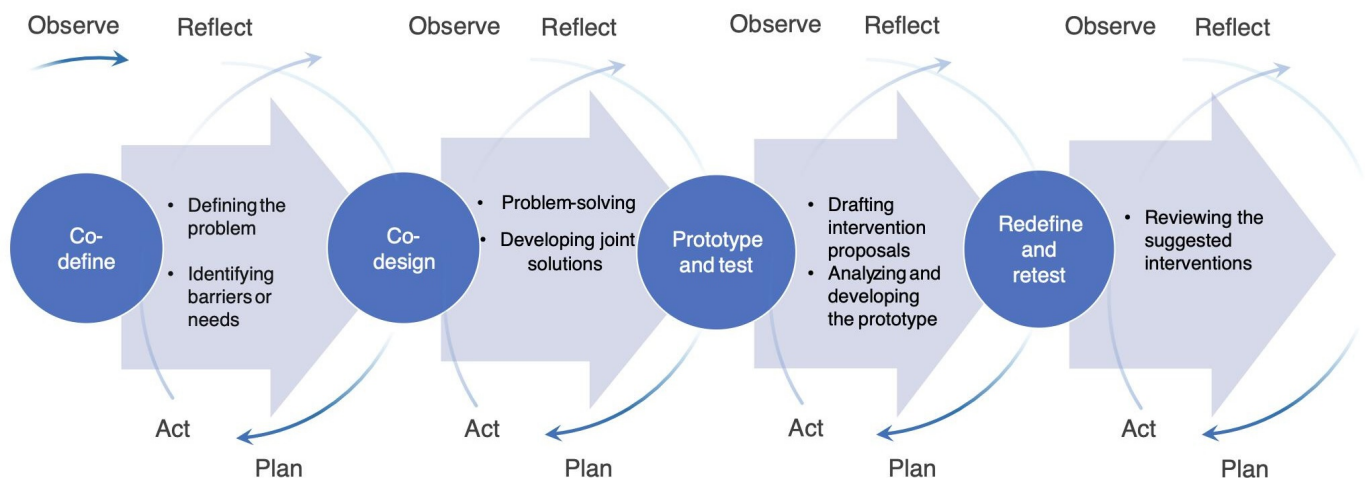 Observe
Reflect
Observe
Reflect
Observe
Reflect
Observe
Reflect
Co-
define
• Defining the
problem
• Identifying
barriers or
needs
Co-
design
• Problem-solving
• Developing joint
solutions
Prototype
and test
• Drafting
intervention
proposals
• Analyzing and
developing
the prototype
Redefine
and
retest
• Reviewing the
suggested
interventions
Act
Plan
Act
Plan
Act
Plan
Act
Plan